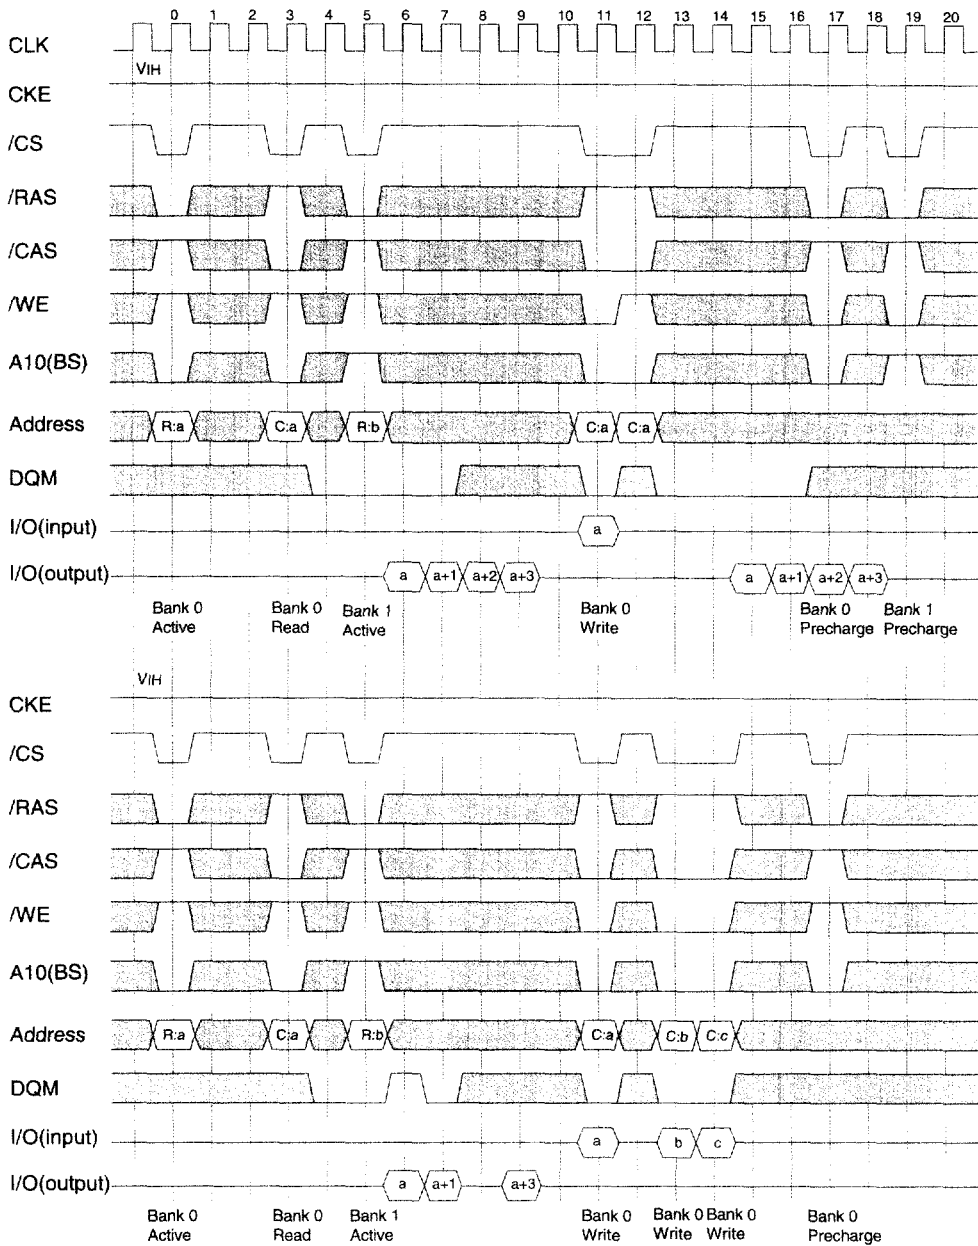 0 1 2 3 4 5 6 7 8 9 10 11 12 13 14 15 16 17 18 19 20
CLK
VIH
CKE
/CS
/RAS
/CAS
/WE
A10(BS)
Address R:a C:a R:b C:a C:a
DQM
I/O(input) a
I/O(output) a a+1 a+2 a+3 a a+1 a+2 a+3
Bank 0 Bank 0 Bank 1 Bank 0 Bank 0 Bank 1
Active Read Active Write Precharge Precharge
VIH
CKE
/CS
/RAS
/CAS
/WE
A10(BS)
Address R:a C:a R:b C:a C:b C:c
DQM
I/O(input) a b c
I/O(output) a a+1 a+3
Bank 0 Bank 0 Bank 1 Bank 0 Bank 0 Bank 0 Bank 0
Active Read Active Write Write Write Precharge